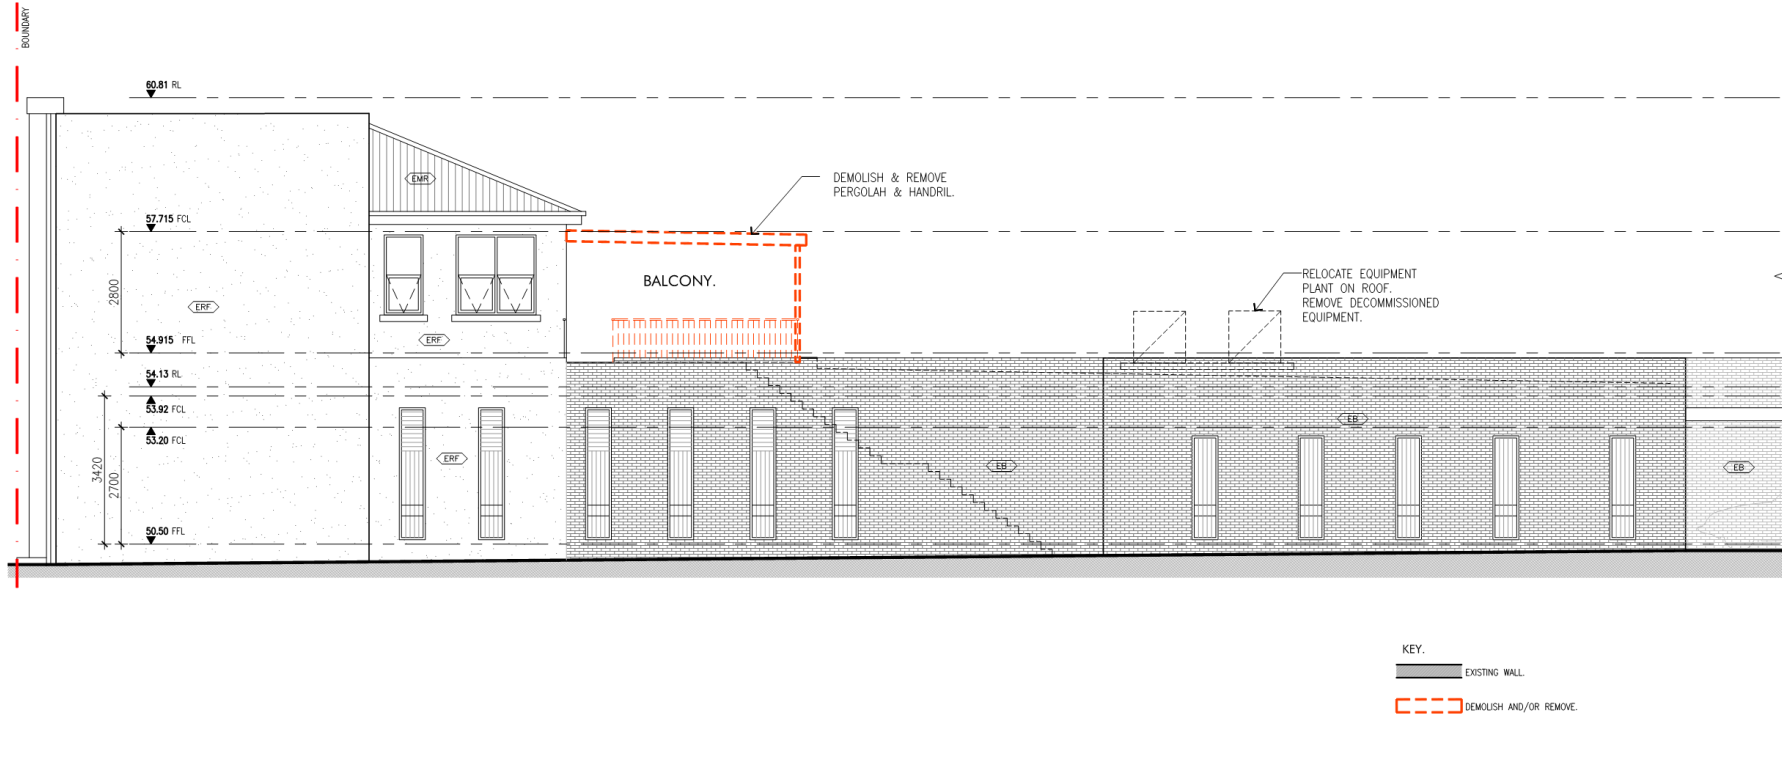 BOUNDARY
60.81 RL
DEMOLISH & REMOVE
PERGOLAH & HANDRIL.
EMR
57.715 FCL
BALCONY.
RELOCATE EQUIPMENT
PLANT ON ROOF.
REMOVE DECOMMISSIONED
EQUIPMENT.
2800
ERF
54.915 FFL
ERF
54.13 RL
53.92 FCL
53.20 FCL
EB
3420
2700
ERF
EB
EB
50.50 FFL
KEY.
EXISTING WALL.
DEMOLISH AND/OR REMOVE.